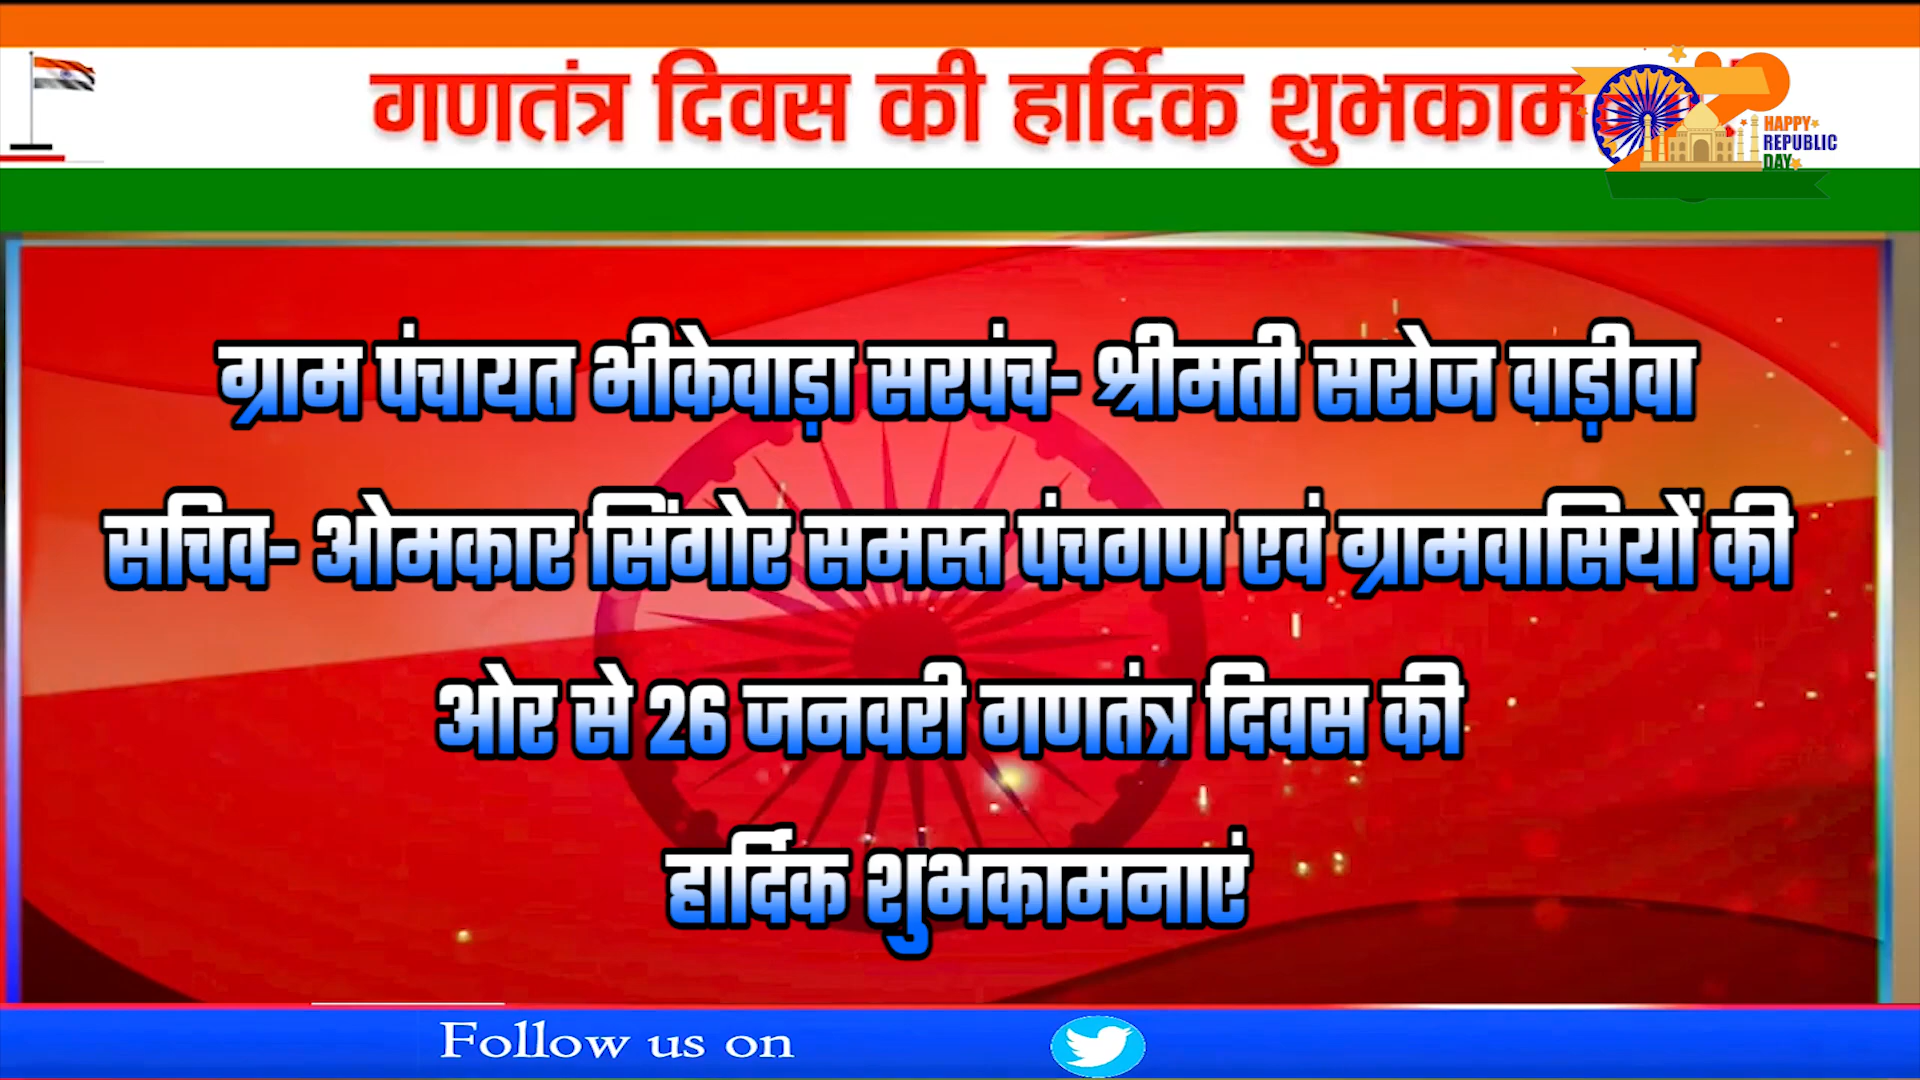 गणतंत्र दिवस की हार्दिक
HAPPY
REPUBLIC
DAY
ग्राम पंचायत भीकेवाड़ा सरपंच- श्रीमती सरोज वाड़ीवा
सचिव- ओमकार सिंगोर समस्त पंचगण एवं ग्रामवासियों की
ओर से 26 जनवरी गणतंत्र दिवस की
हार्दिक शुभकामनाएं
Follow us on